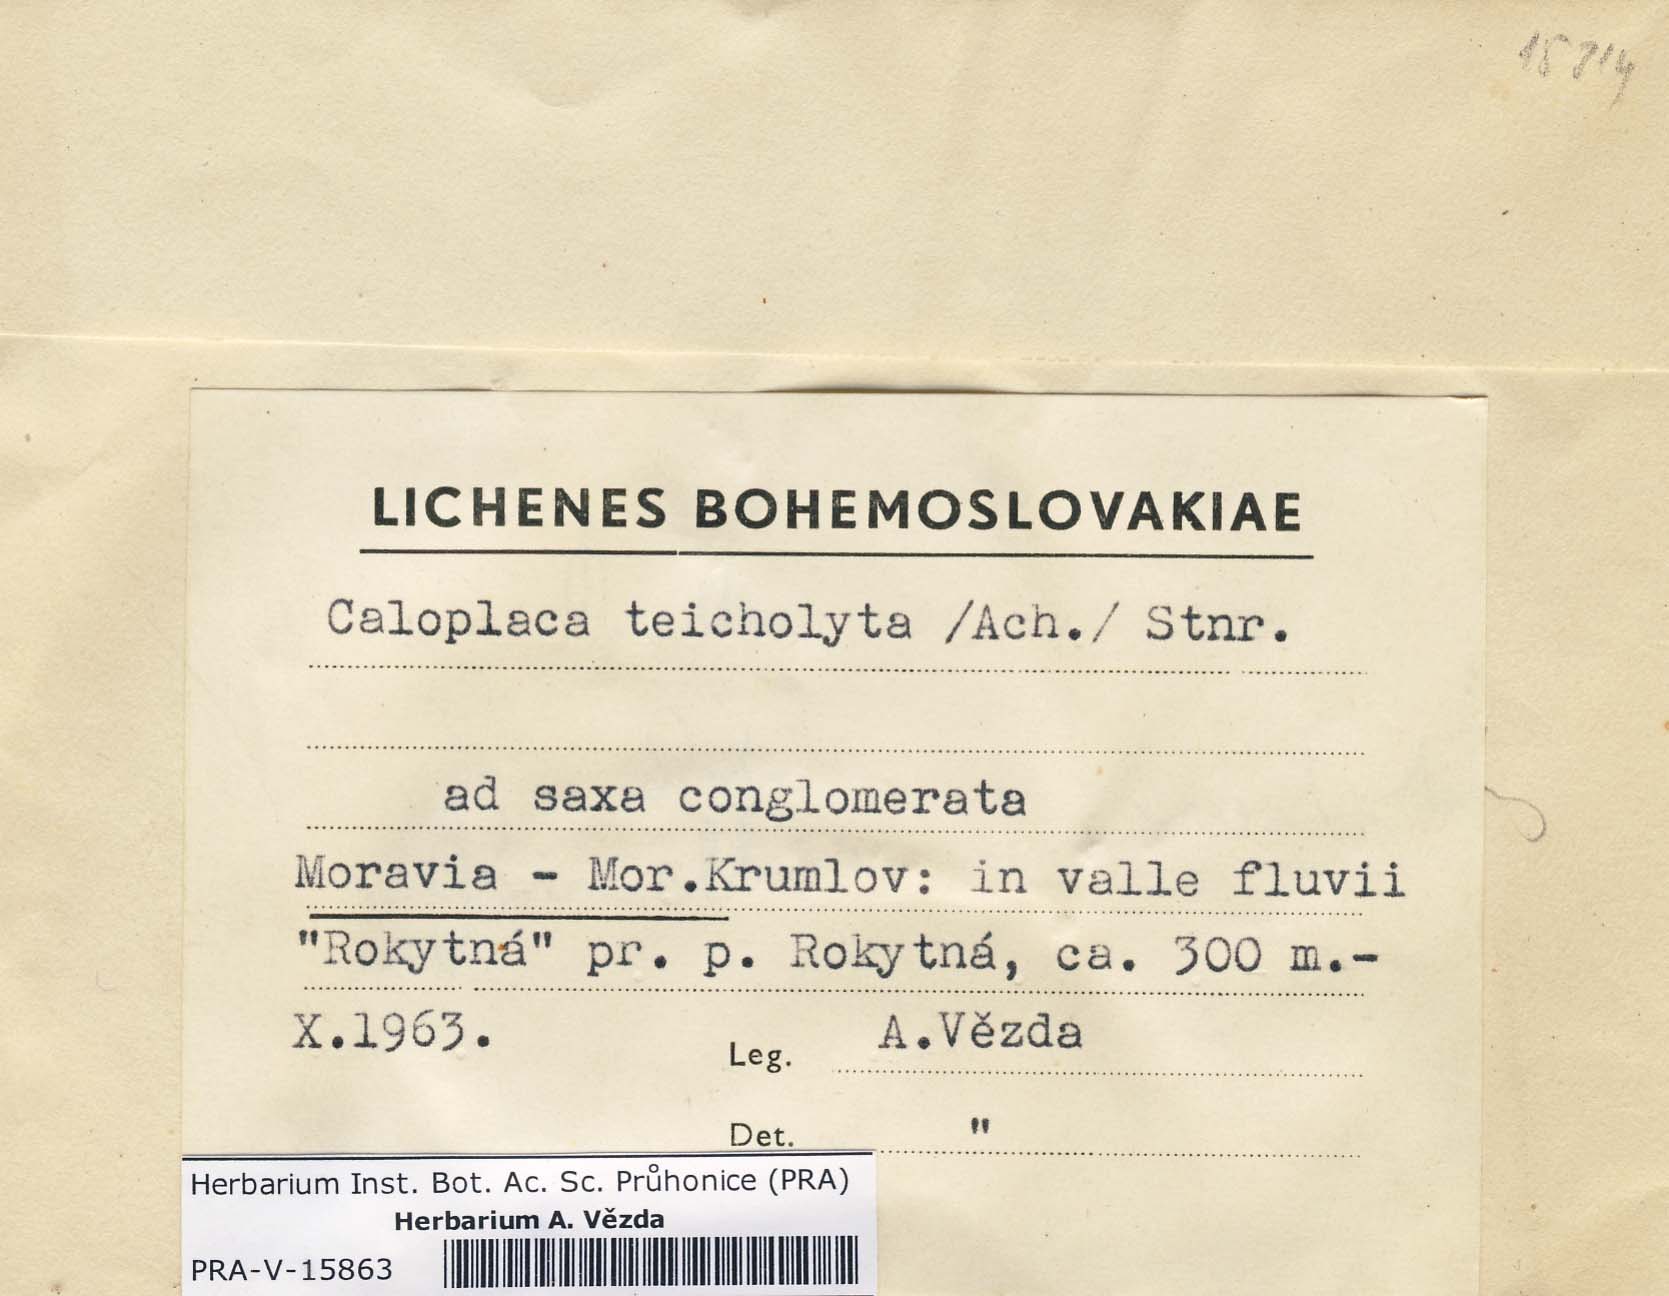 15814
LICHENES BOHEMOSLOVAKIAE
Caloplaca teicholyta /Ach./ Stnr.
ad saxa conglomerata
Moravia - Mor.Krumlov: in valle fluvii
"Rokytná" pr. p. Rokytná, ca. 300 m.-
X.1963.
Leg. A.Vězda
Det. "
Herbarium Inst. Bot. Ac. Sc. Průhonice (PRA)
Herbarium A. Vězda
PRA-V-15863